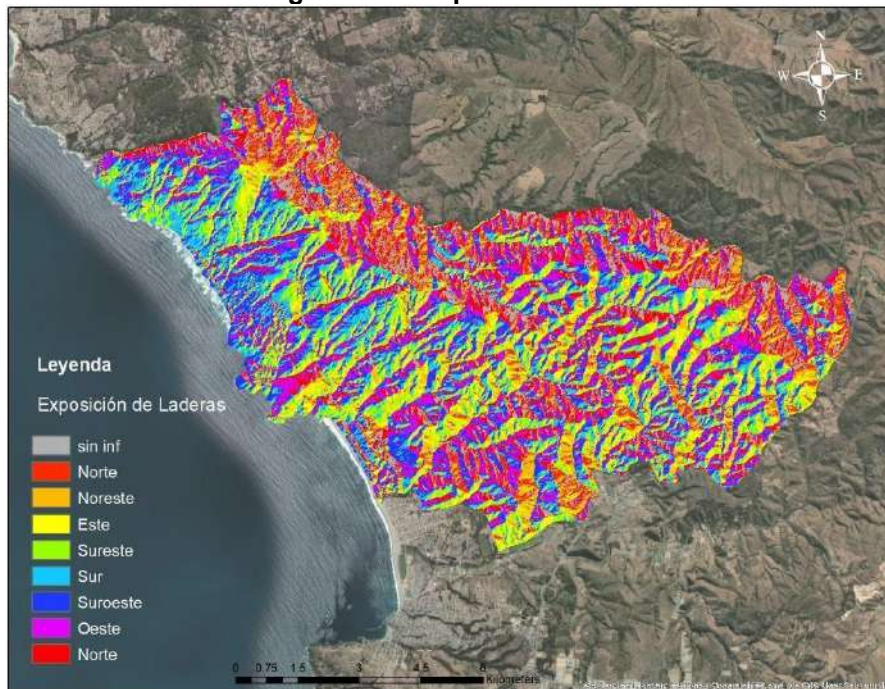 N
W E
S
Leyenda
Exposición de Laderas
sin inf
Norte
Noreste
Este
Sureste
Sur
Suroeste
Oeste
Norte
0 0.75 1.5 3 4.5 6
Kilometers